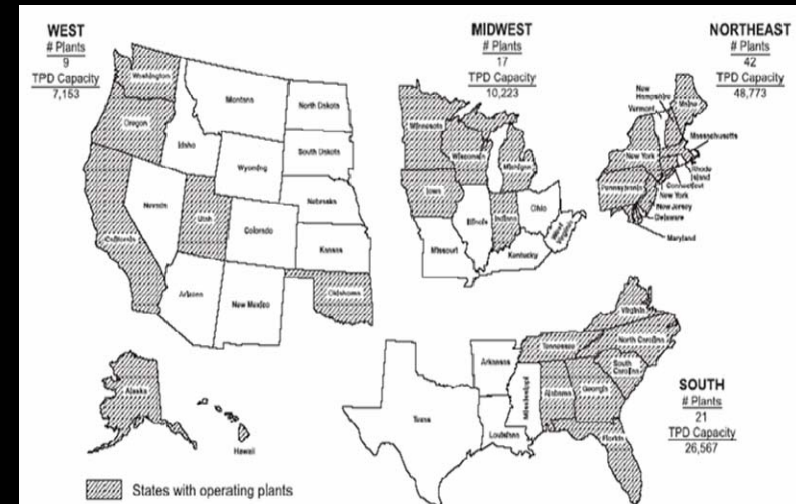 WEST
# Plants
9
TPD Capacity
7,153
MIDWEST
# Plants
17
TPD Capacity
10,223
NORTHEAST
# Plants
42
TPD Capacity
48,773
Washington
Oregon
California
Nevada
Idaho
Montana
Wyoming
Utah
Colorado
Arizona
New Mexico
North Dakota
South Dakota
Nebraska
Kansas
Oklahoma
Alaska
Hawaii
Minnesota
Wisconsin
Michigan
Iowa
Illinois
Indiana
Ohio
Missouri
Kentucky
West
Virginia
New
Hampshire
Vermont
Maine
Massachusetts
New York
Rhode
Island
Connecticut
New York
Pennsylvania
New Jersey
Delaware
Maryland
Virginia
Tennessee
North Carolina
South
Carolina
Arkansas
Mississippi
Alabama
Georgia
Texas
Louisiana
Florida
SOUTH
# Plants
21
TPD Capacity
26,567
States with operating plants